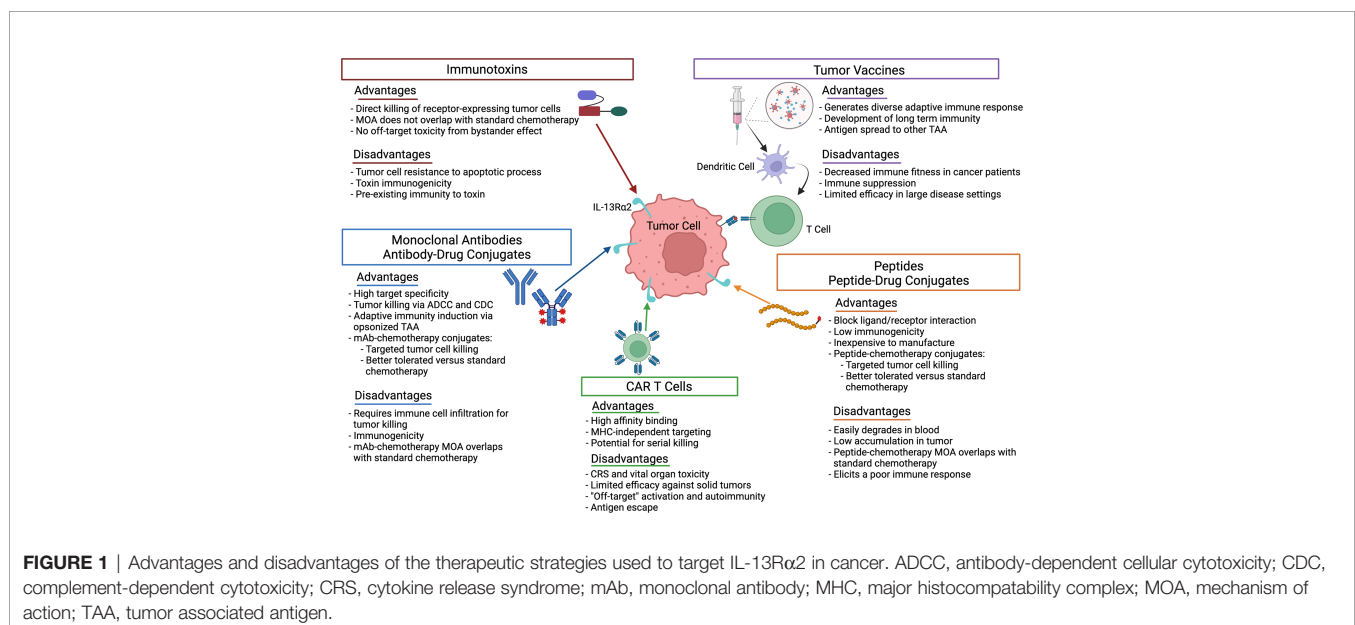 Immunotoxins
Advantages
- Direct killing of receptor-expressing tumor cells
- MOA does not overlap with standard chemotherapy
- No off-target toxicity from bystander effect
Disadvantages
- Tumor cell resistance to apoptotic process
- Toxin immunogenicity
- Pre-existing immunity to toxin
Tumor Vaccines
Advantages
- Generates diverse adaptive immune response
- Development of long term immunity
- Antigen spread to other TAA
Disadvantages
- Decreased immune fitness in cancer patients
- Immune suppression
- Limited efficacy in large disease settings
Dendritic Cell
T Cell
IL-13Rα2
Tumor Cell
Monoclonal Antibodies
Antibody-Drug Conjugates
Advantages
- High target specificity
- Tumor killing via ADCC and CDC
- Adaptive immunity induction via
opsonized TAA
- mAb-chemotherapy conjugates:
- Targeted tumor cell killing
- Better tolerated versus standard
chemotherapy
Disadvantages
- Requires immune cell infiltration for
tumor killing
- Immunogenicity
- mAb-chemotherapy MOA overlaps
with standard chemotherapy
CAR T Cells
Advantages
- High affinity binding
- MHC-independent targeting
- Potential for serial killing
Disadvantages
- CRS and vital organ toxicity
- Limited efficacy against solid tumors
- "Off-target" activation and autoimmunity
- Antigen escape
Peptides
Peptide-Drug Conjugates
Advantages
- Block ligand/receptor interaction
- Low immunogenicity
- Inexpensive to manufacture
- Peptide-chemotherapy conjugates:
- Targeted tumor cell killing
- Better tolerated versus standard
chemotherapy
Disadvantages
- Easily degrades in blood
- Low accumulation in tumor
- Peptide-chemotherapy MOA overlaps with
standard chemotherapy
- Elicits a poor immune response
FIGURE 1 | Advantages and disadvantages of the therapeutic strategies used to target IL-13Rα2 in cancer. ADCC, antibody-dependent cellular cytotoxicity; CDC,
complement-dependent cytotoxicity; CRS, cytokine release syndrome; mAb, monoclonal antibody; MHC, major histocompatability complex; MOA, mechanism of
action; TAA, tumor associated antigen.